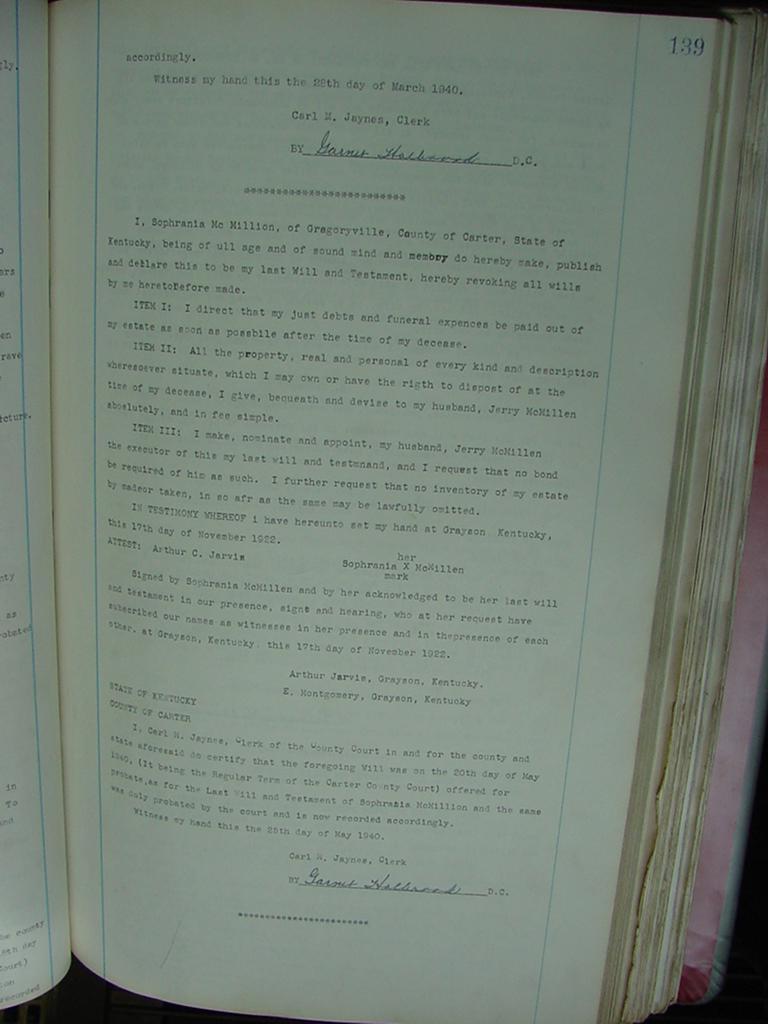 139
accordingly.
Witness my hand this the 28th day of March 1940.
Carl M. Jaynes, Clerk
BY Garnet Holbrook D.C.
*************************
I, Sophrania Mc Million, of Gregoryville, County of Carter, State of
Kentucky, being of ull age and of sound mind and membry do hereby make, publish
and declare this to be my last Will and Testament, hereby revoking all wills
by me heretobefore made.
ITEM I: I direct that my just debts and funeral expences be paid out of
my estate as soon as possbile after the time of my decease.
ITEM II: All the property, real and personal of every kind and description
wheresoever situate, which I may own or have the rigth to dispost of at the
time of my decease, I give, bequeath and devise to my husband, Jerry McMillen
absolutely, and in fee simple.
ITEM III: I make, nominate and appoint, my husband, Jerry McMillen
the executor of this my last will and testmnand, and I request that no bond
be required of him as such. I further request that no inventory of my estate
by madeor taken, in so afr as the same may be lawfully omitted.
IN TESTIMONY WHEREOF i have hereunto set my hand at Grayson Kentucky,
this 17th day of November 1922.
ATTEST: Arthur C. Jarvis
her
Sophrania X McMillen
mark
Signed by Sophrania McMillen and by her acknowledged to be her last will
and testament in our presence, signt and hearing, who at her request have
subscribed our names as witnesses in her presence and in thepresence of each
other. at Grayson, Kentucky. this 17th day of November 1922.
Arthur Jarvis, Grayson, Kentucky.
E. Montgomery, Grayson, Kentucky
STATE OF KENTUCKY
COUNTY OF CARTER
I, Carl M. Jaynes, Clerk of the County Court in and for the county and
state aforesaid do certify that the foregoing Will was on the 20th day of May
1940, (It being the Regular Term of the Carter County Court) offered for
probate,as for the Last Will and Testament of Sophrania McMillion and the same
was duly probated by the court and is now recorded accordingly.
Witness my hand this the 25th day of May 1940.
Carl M. Jaynes, Clerk
BY Garnet Holbrook D.C.
************************